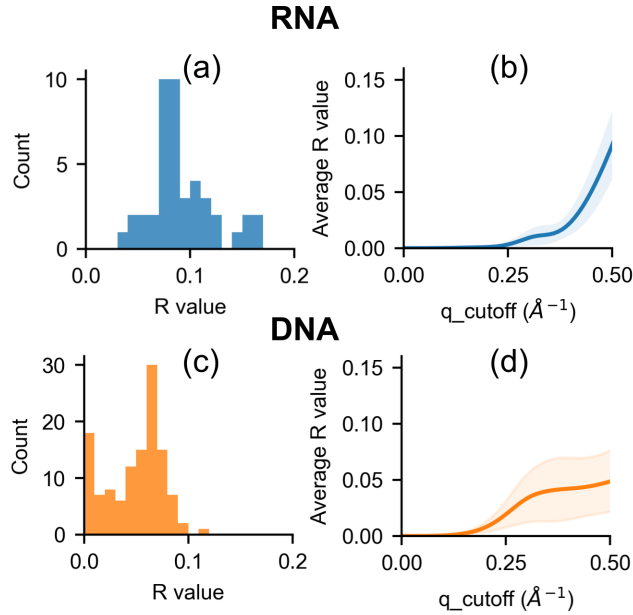 RNA
(a)
(b)
10
5
0
Count
0.0
0.1
0.2
R value
0.15
0.10
0.05
0.00
Average R value
0.00
0.25
0.50
q_cutoff (Å⁻¹)
DNA
(c)
(d)
30
20
10
0
Count
0.0
0.1
0.2
R value
0.15
0.10
0.05
0.00
Average R value
0.00
0.25
0.50
q_cutoff (Å⁻¹)